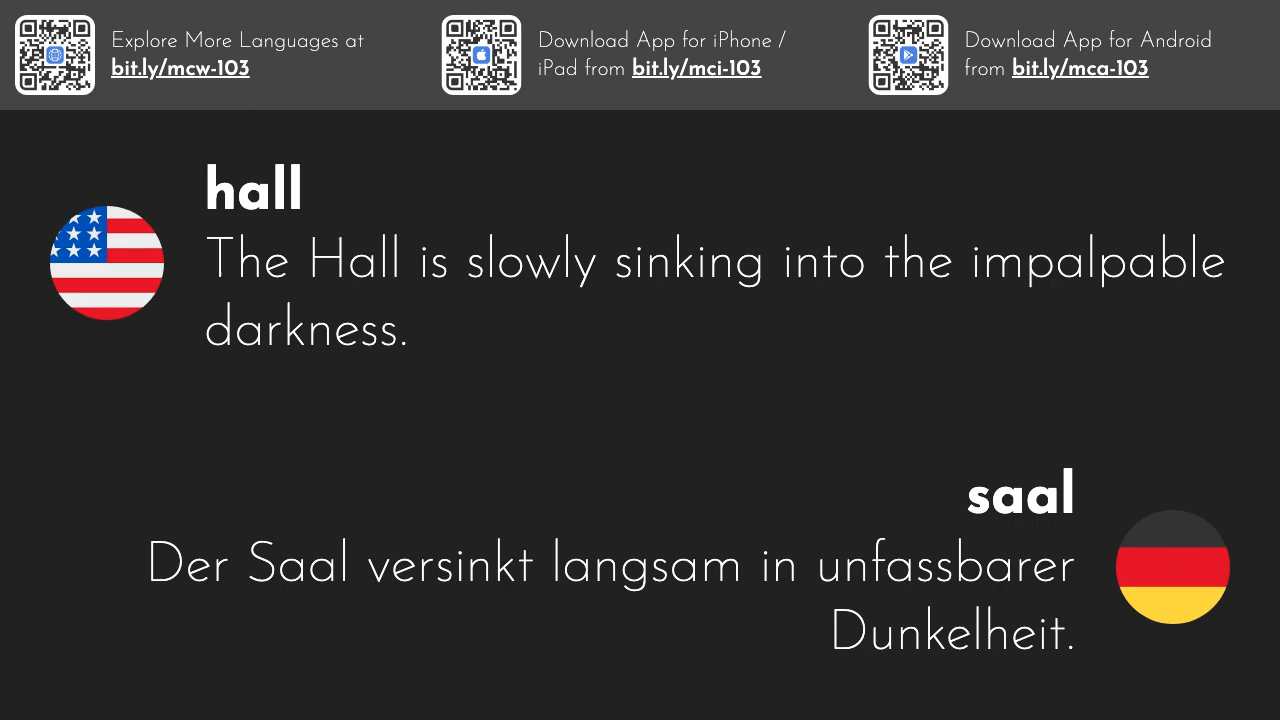 Explore More Languages at
bit.ly/mcw-103
Download App for iPhone /
iPad from bit.ly/mci-103
Download App for Android
from bit.ly/mca-103
hall
The Hall is slowly sinking into the impalpable
darkness.
saal
Der Saal versinkt langsam in unfassbarer
Dunkelheit.